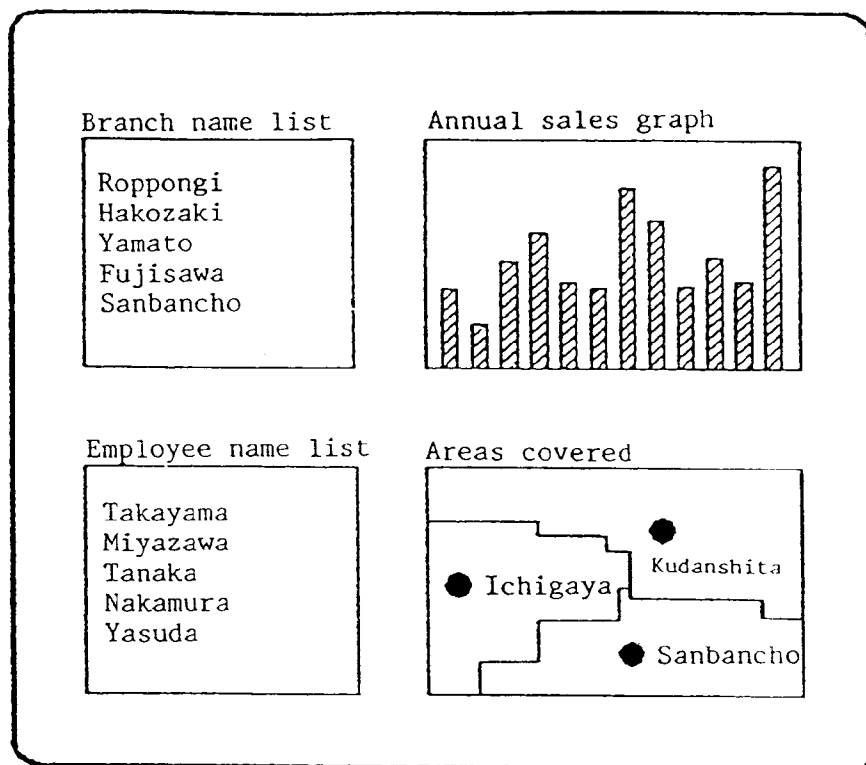 Branch name list
Roppongi
Hakozaki
Yamato
Fujisawa
Sanbancho
Annual sales graph
Employee name list
Takayama
Miyazawa
Tanaka
Nakamura
Yasuda
Areas covered
Kudanshita
Ichigaya
Sanbancho